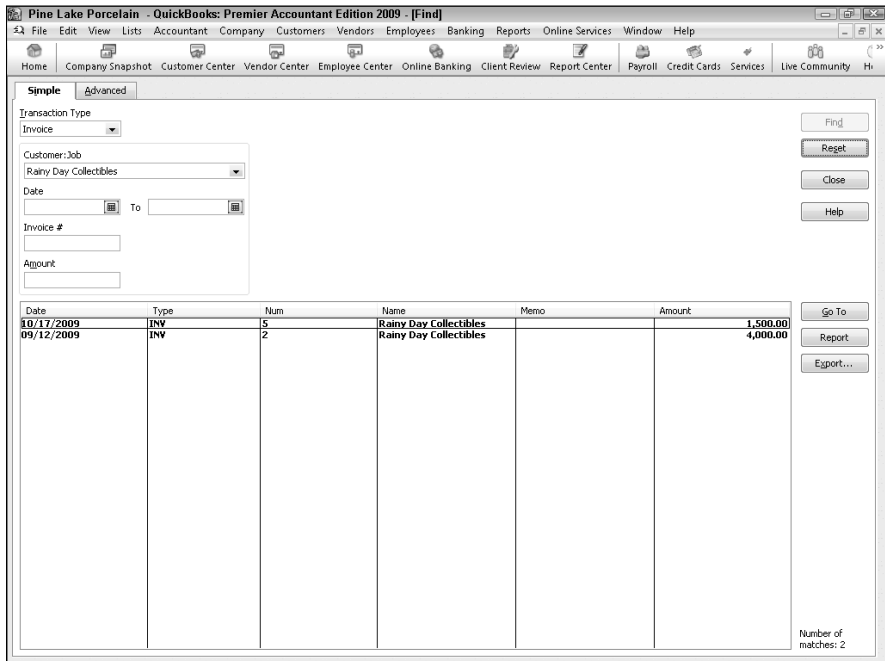 Pine Lake Porcelain - QuickBooks: Premier Accountant Edition 2009 - [Find]
File Edit View Lists Accountant Company Customers Vendors Employees Banking Reports Online Services Window Help
Home Company Snapshot Customer Center Vendor Center Employee Center Online Banking Client Review Report Center Payroll Credit Cards Services Live Community
Simple Advanced
Transaction Type
Invoice
Find
Customer:Job
Reset
Rainy Day Collectibles
Close
Date
To
Help
Invoice #
Amount
Date Type Num Name Memo Amount
Go To
10/17/2009 INV 5 Rainy Day Collectibles 1,500.00
09/12/2009 INV 2 Rainy Day Collectibles 4,000.00
Report
Export...
Number of
matches: 2